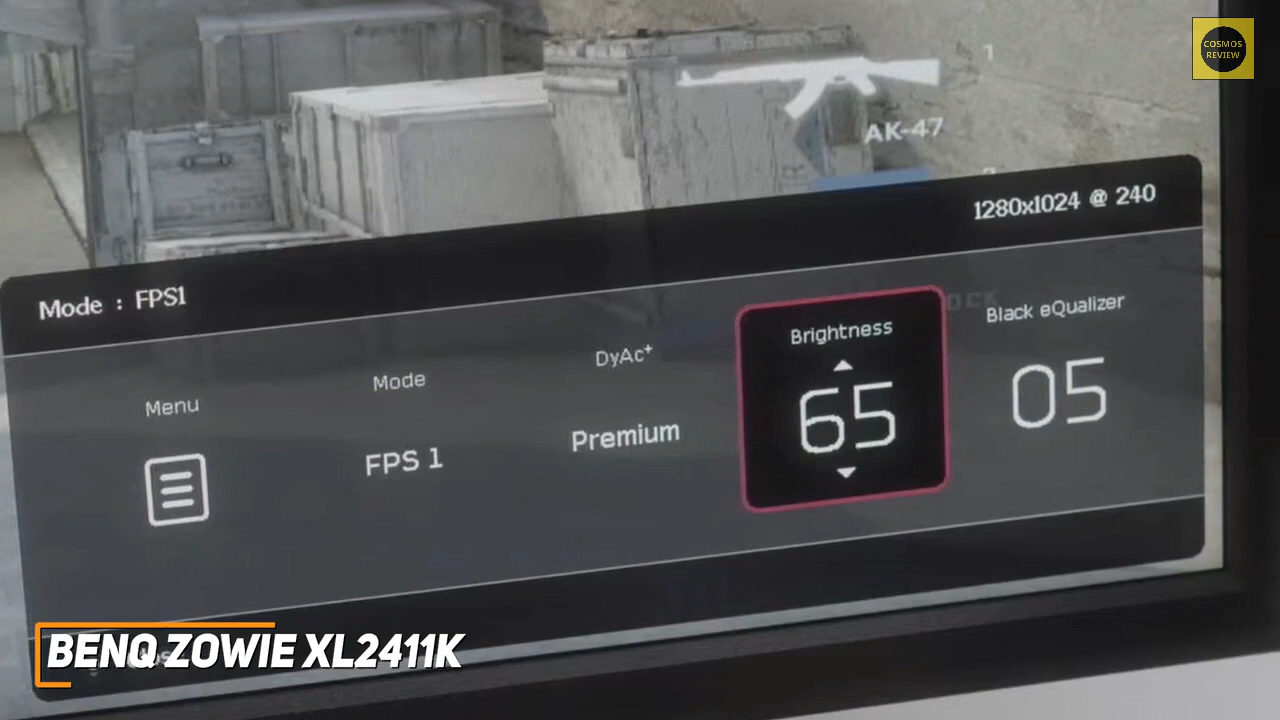 COSMOS
REVIEW
1
AK-47
1280x1024 @ 240
Mode : FPS1
Menu
Mode
FPS 1
DyAc+
Premium
Brightness
65
Black eQualizer
05
BENQ ZOWIE XL2411K